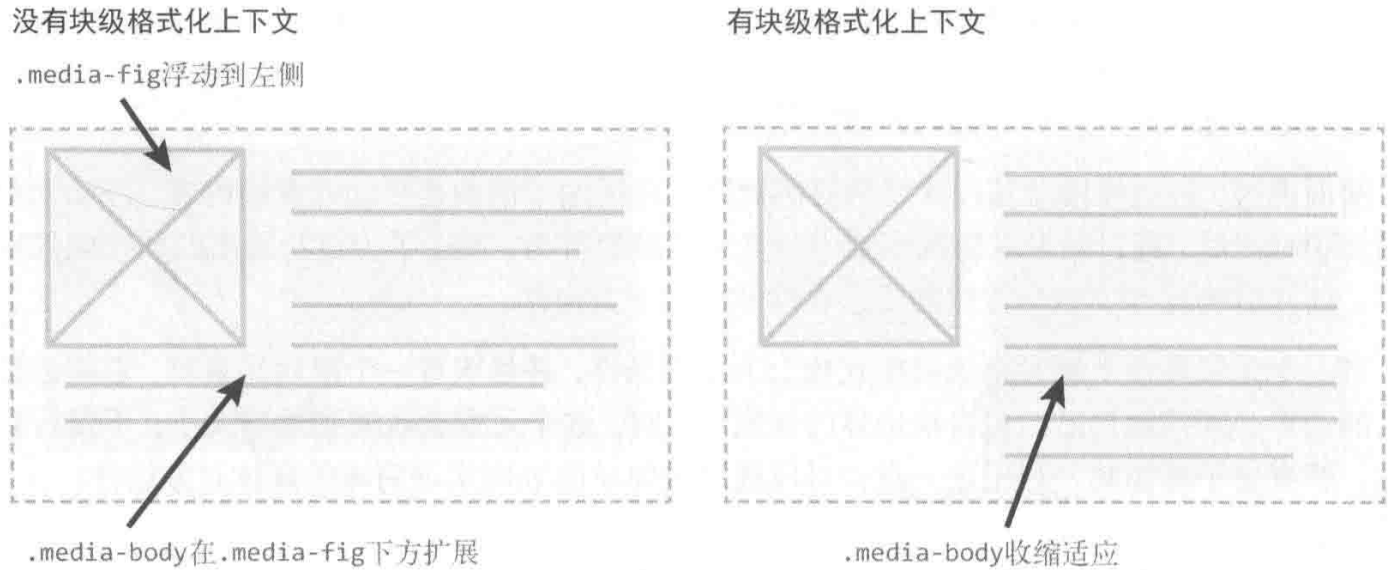 没有块级格式化上下文
有块级格式化上下文
.media-fig浮动到左侧
.media-body在.media-fig下方扩展
.media-body收缩适应